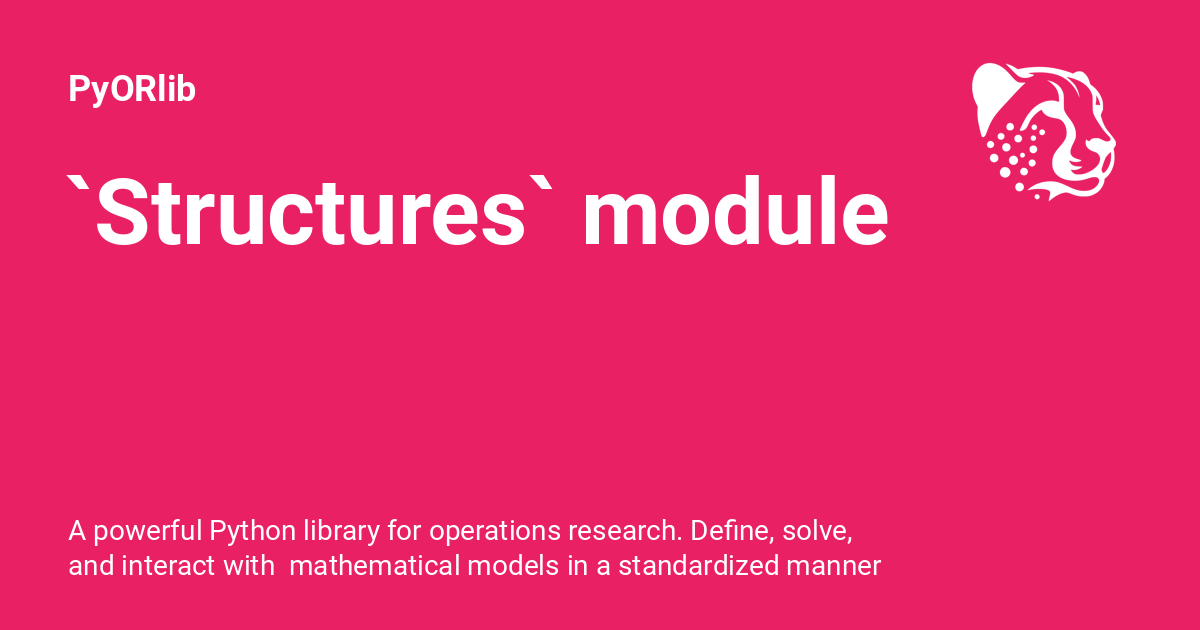 PyORlib
`Structures` module
A powerful Python library for operations research. Define, solve,
and interact with  mathematical models in a standardized manner